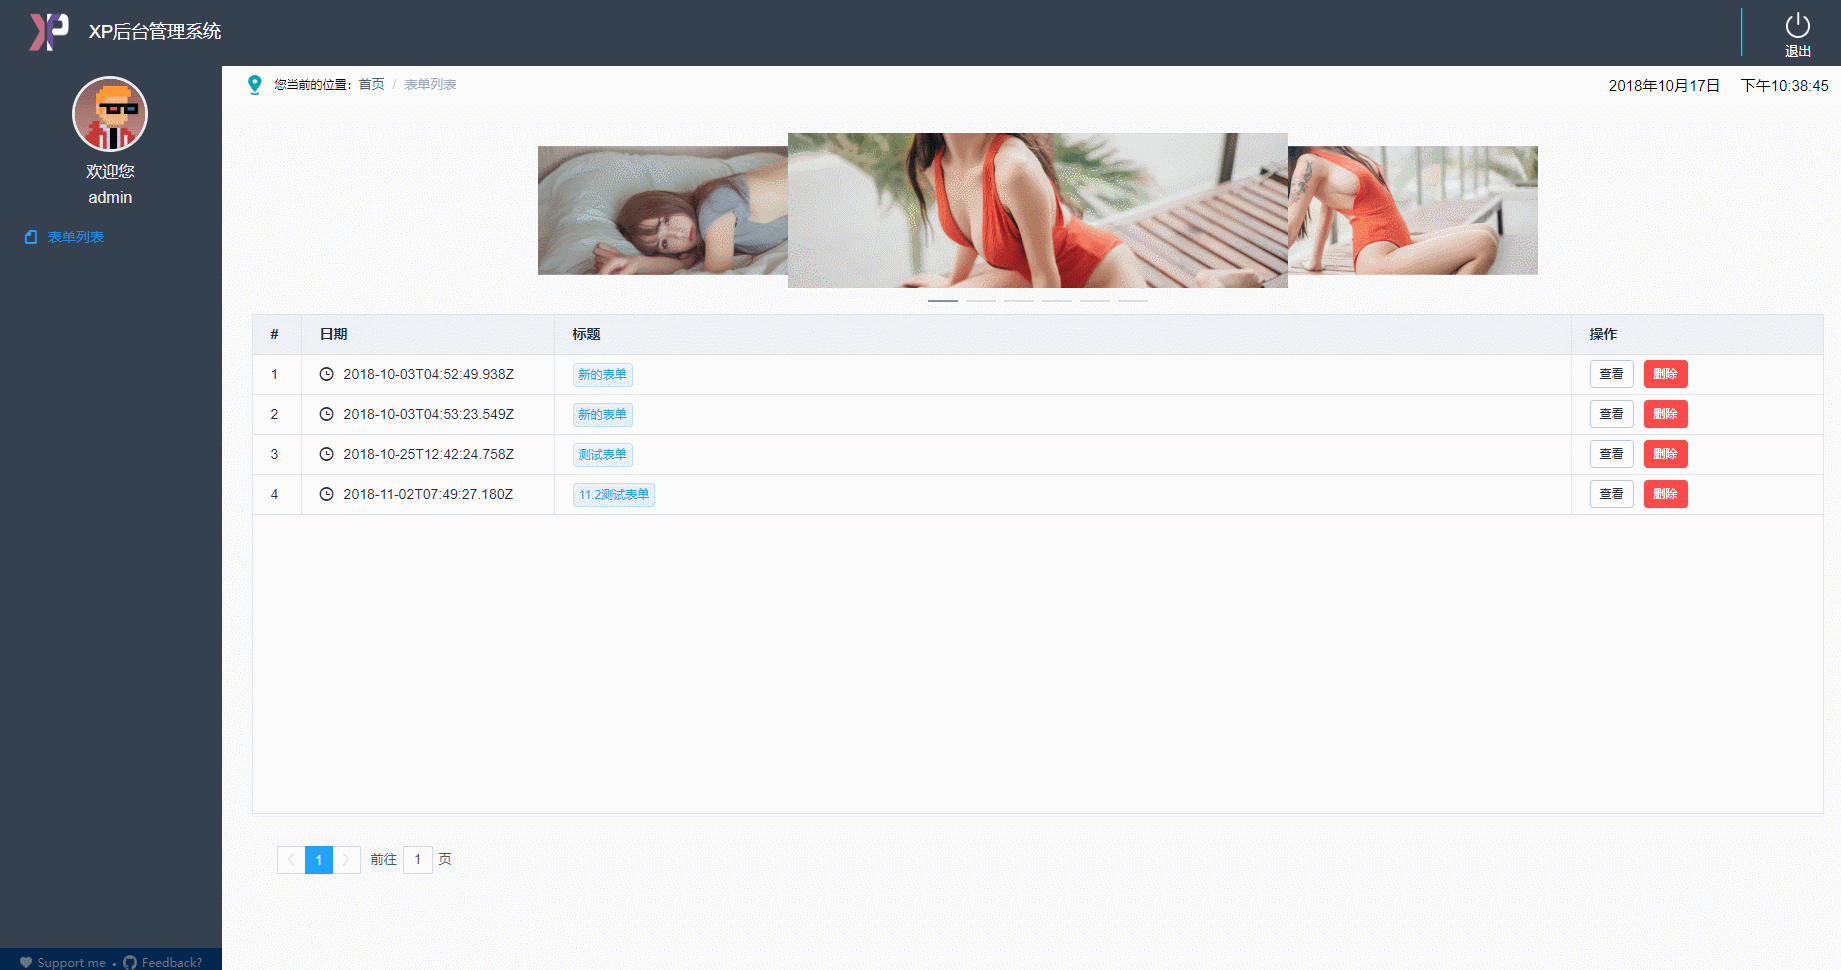 XP XP后台管理系统
退出
欢迎您
admin
表单列表
您当前的位置: 首页 / 表单列表
2018年10月17日 下午10:38:45
# 日期 标题 操作
1 2018-10-03T04:52:49.938Z 新的表单 查看 删除
2 2018-10-03T04:53:23.549Z 新的表单 查看 删除
3 2018-10-25T12:42:24.758Z 测试表单 查看 删除
4 2018-11-02T07:49:27.180Z 11.2测试表单 查看 删除
1 前往 1 页
Support me • Feedback?